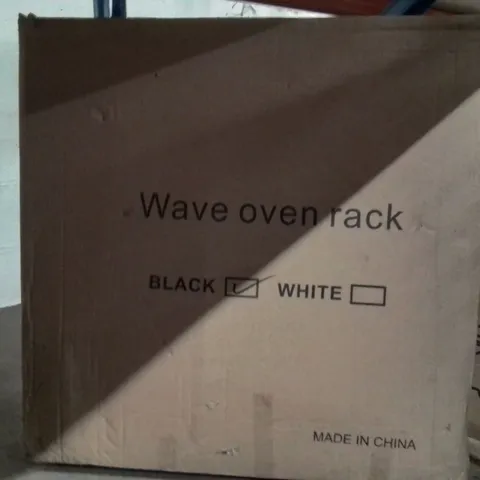 Wave oven rack
BLACK ☑ WHITE ☐
MADE IN CHINA